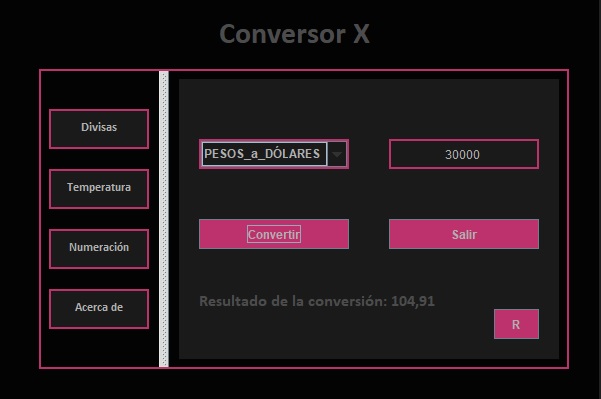 Conversor X
Divisas
Temperatura
Numeración
Acerca de
PESOS_a_DÓLARES
30000
Convertir
Salir
Resultado de la conversión: 104,91
R